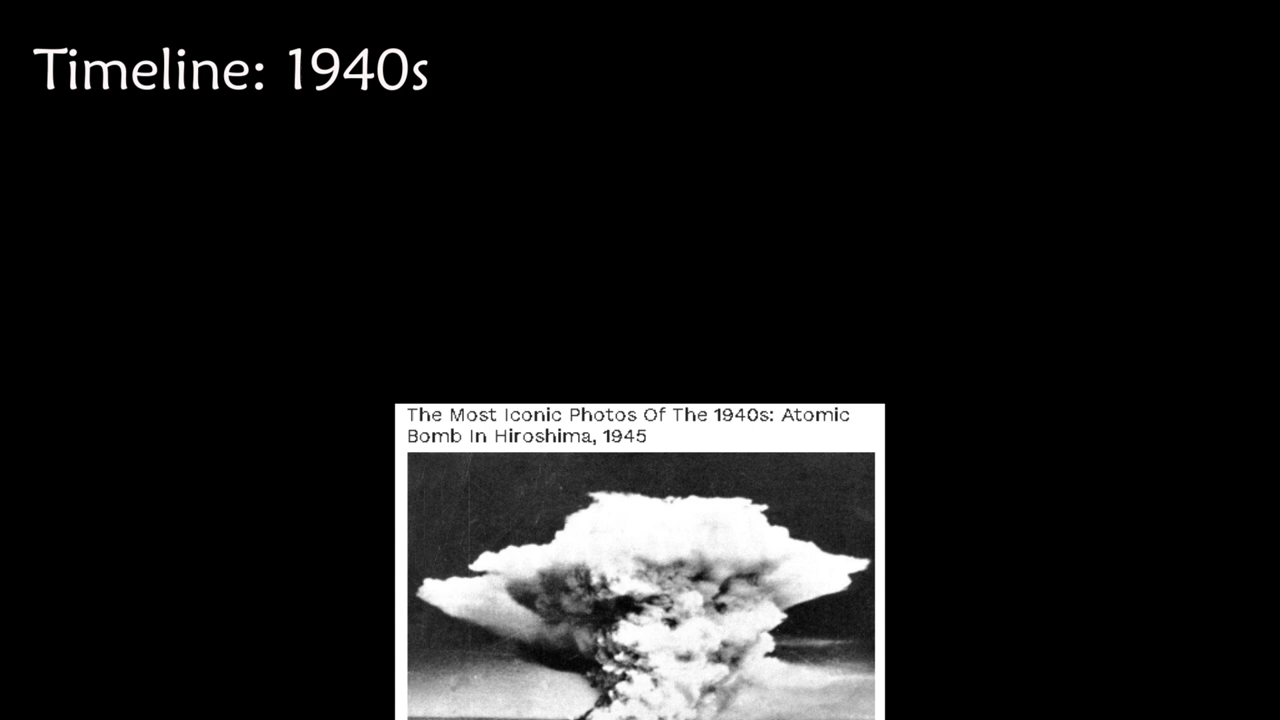 Timeline: 1940s
The Most Iconic Photos Of The 1940s: Atomic
Bomb In Hiroshima, 1945